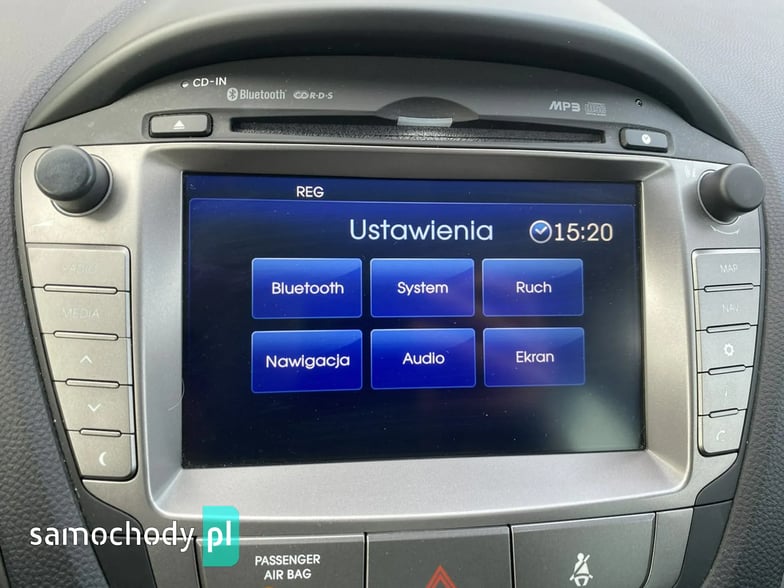 CD-IN
Bluetooth R·D·S
MP3
REG
Ustawienia 15:20
Bluetooth System Ruch
Nawigacja Audio Ekran
RADIO
MEDIA
MAP
NAV
samochody.pl
PASSENGER
AIR BAG